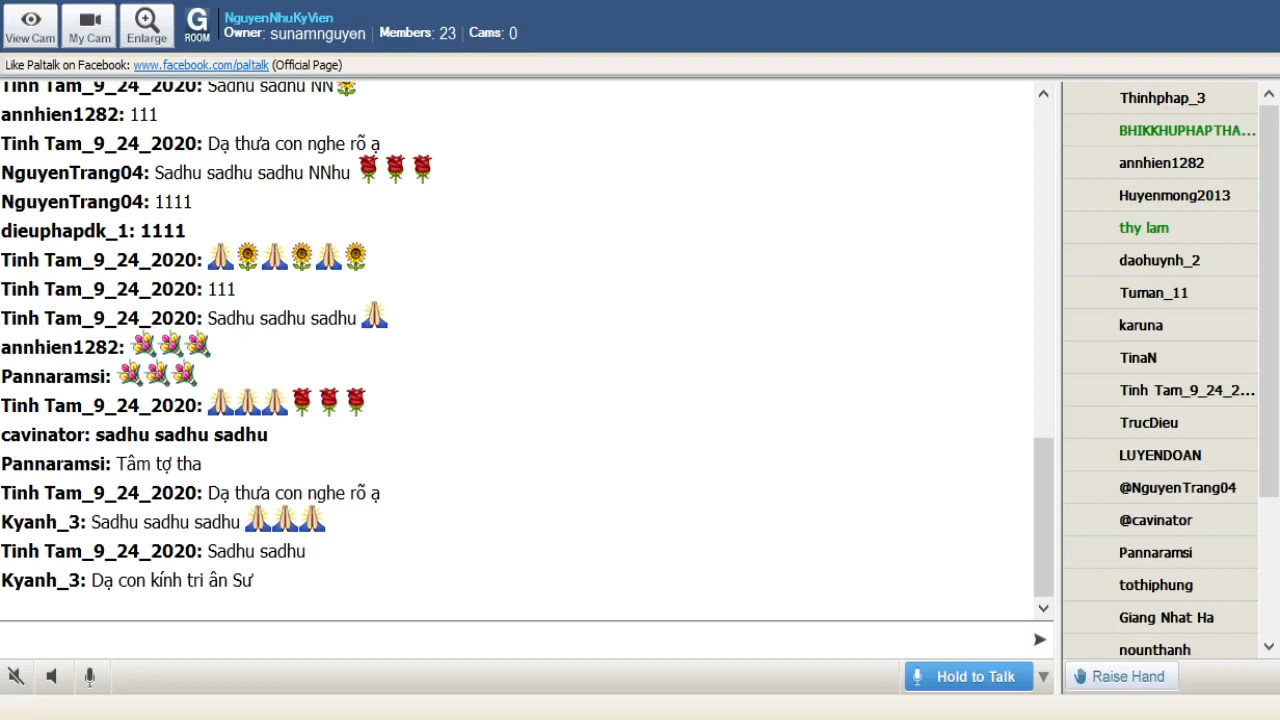 View Cam
My Cam
Enlarge
G
ROOM
NguyenNhuKyVien
Owner: sunamnguyen | Members: 23 | Cams: 0
Like Paltalk on Facebook: www.facebook.com/paltalk (Official Page)
Tinh Tam_9_24_2020: Sadhu sadhu NN
annhien1282: 111
Tinh Tam_9_24_2020: Dạ thưa con nghe rõ ạ
NguyenTrang04: Sadhu sadhu sadhu NNhu
NguyenTrang04: 1111
dieuphapdk_1: 1111
Tinh Tam_9_24_2020:
Tinh Tam_9_24_2020: 111
Tinh Tam_9_24_2020: Sadhu sadhu sadhu
annhien1282:
Pannaramsi:
Tinh Tam_9_24_2020:
cavinator: sadhu sadhu sadhu
Pannaramsi: Tâm tợ tha
Tinh Tam_9_24_2020: Dạ thưa con nghe rõ ạ
Kyanh_3: Sadhu sadhu sadhu
Tinh Tam_9_24_2020: Sadhu sadhu
Kyanh_3: Dạ con kính tri ân Sư
Thinhphap_3
BHIKKHUPHAPTHA...
annhien1282
Huyenmong2013
thy lam
daohuynh_2
Tuman_11
karuna
TinaN
Tinh Tam_9_24_2...
TrucDieu
LUYENDOAN
@NguyenTrang04
@cavinator
Pannaramsi
tothiphung
Giang Nhat Ha
nounthanh
Hold to Talk
Raise Hand